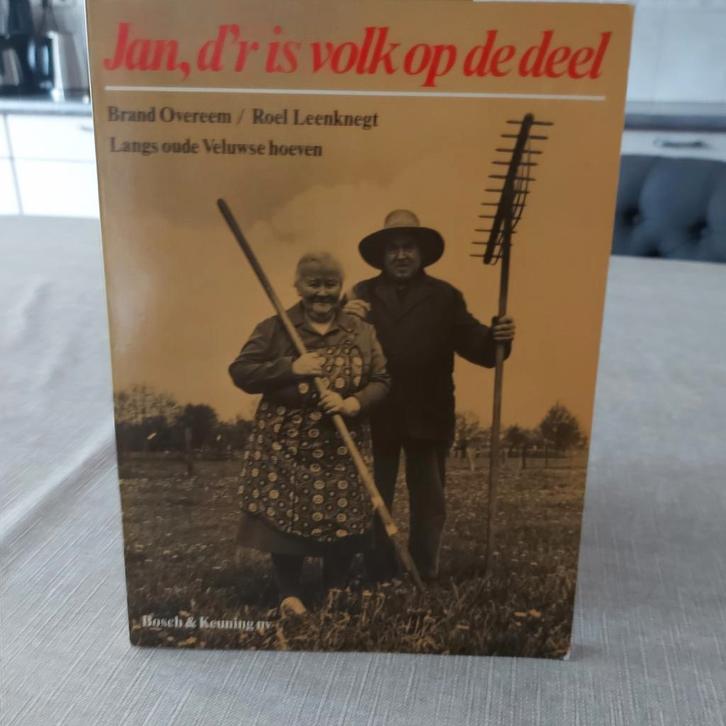 Jan, d'r is volk op de deel
Brand Overeem / Roel Leenknegt
Langs oude Veluwse hoeven
Bosch & Keuning nv